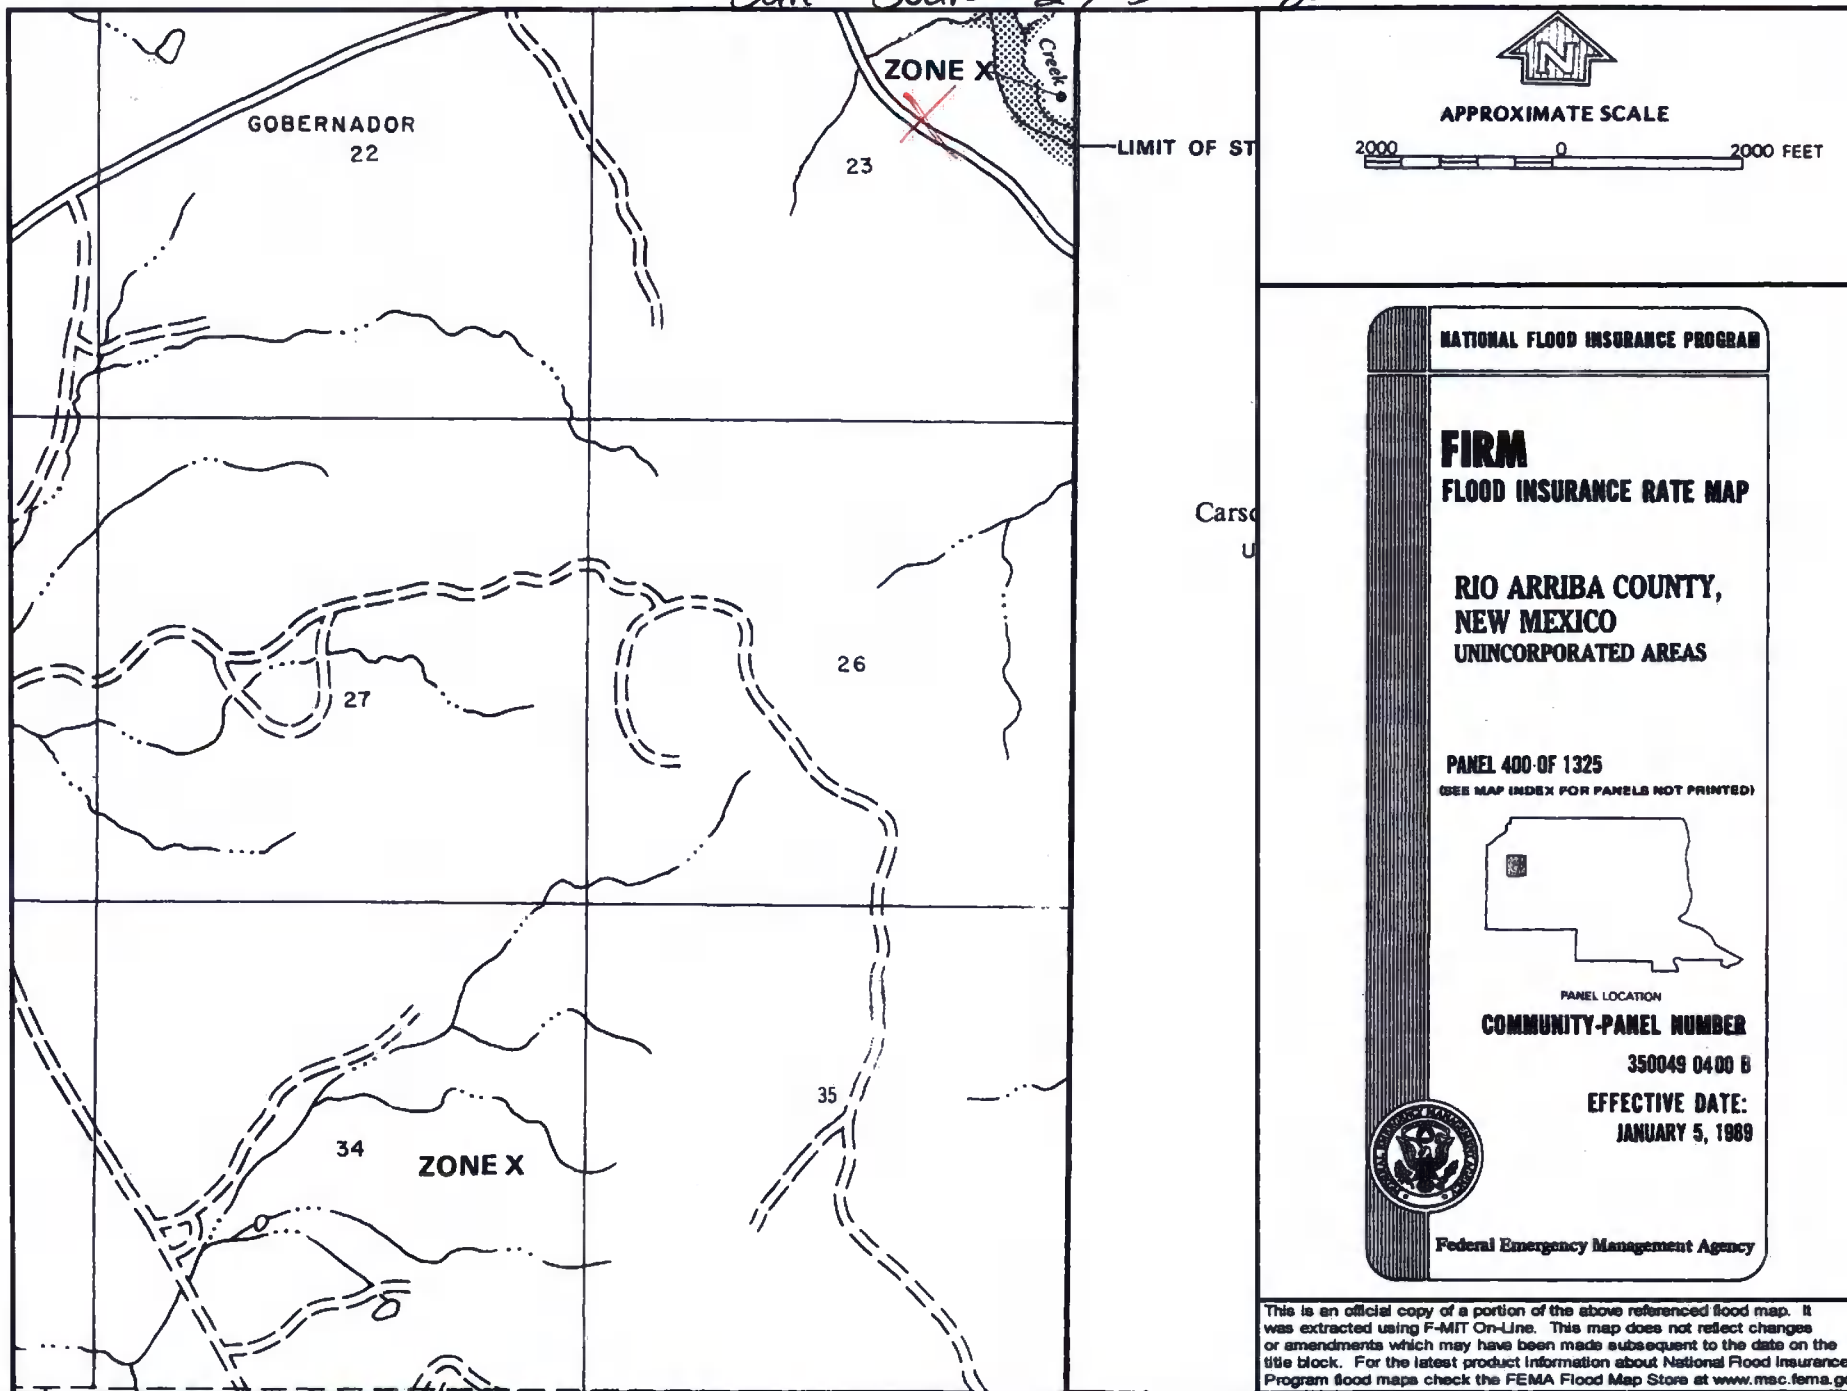 ZONE X
Creek
GOBERNADOR
22
23
LIMIT OF ST
Carso
U
26
27
35
34
ZONE X
N
APPROXIMATE SCALE
2000 0 2000 FEET
NATIONAL FLOOD INSURANCE PROGRAM
FIRM
FLOOD INSURANCE RATE MAP
RIO ARRIBA COUNTY,
NEW MEXICO
UNINCORPORATED AREAS
PANEL 400 OF 1325
(SEE MAP INDEX FOR PANELS NOT PRINTED)
PANEL LOCATION
COMMUNITY-PANEL NUMBER
350049 0400 B
EFFECTIVE DATE:
JANUARY 5, 1989
FEDERAL EMERGENCY MANAGEMENT AGENCY
Federal Emergency Management Agency
This is an official copy of a portion of the above referenced flood map. It
was extracted using F-MIT On-Line. This map does not reflect changes
or amendments which may have been made subsequent to the date on the
title block. For the latest product information about National Flood Insurance
Program flood maps check the FEMA Flood Map Store at www.msc.fema.g